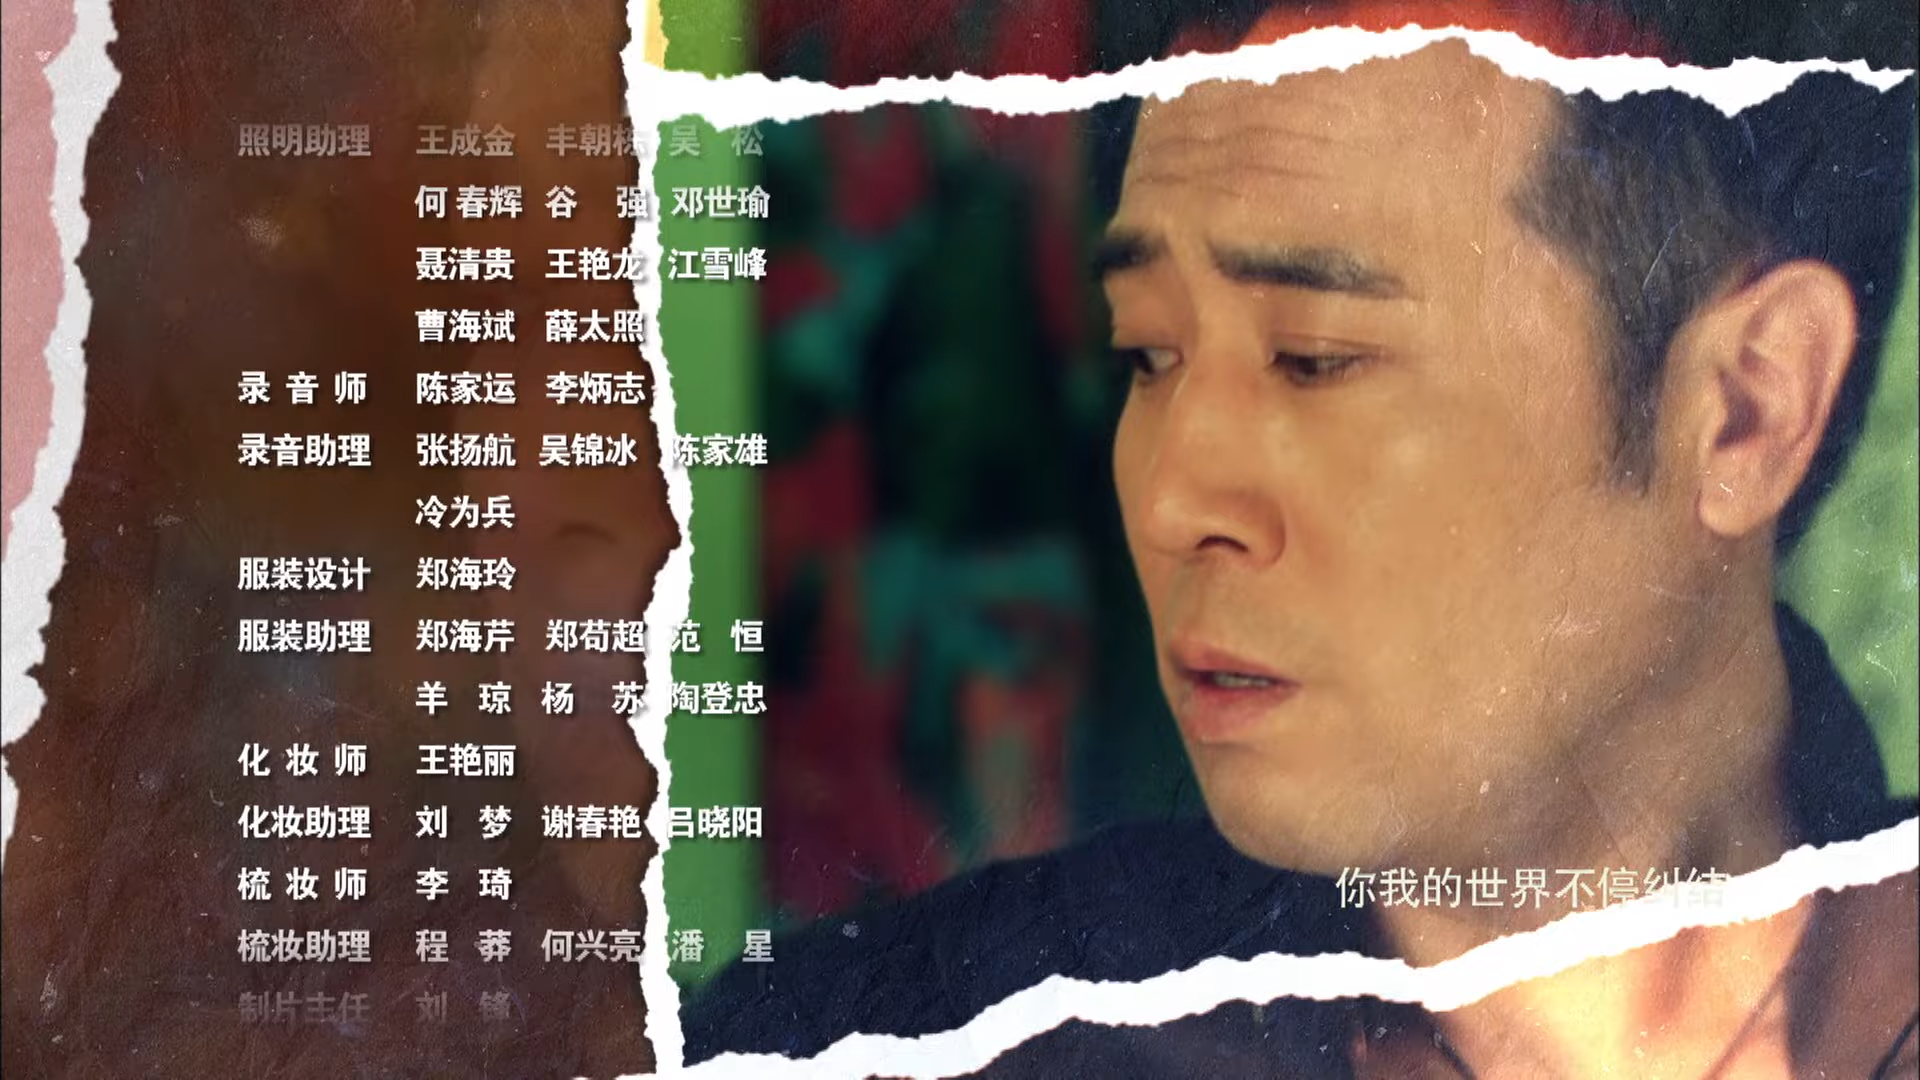 照明助理 王成金 丰朝栋 吴 松
何春辉 谷 强 邓世瑜
聂清贵 王艳龙 江雪峰
曹海斌 薛太照
录音师 陈家运 李炳志
录音助理 张扬航 吴锦冰 陈家雄
冷为兵
服装设计 郑海玲
服装助理 郑海芹 郑苟超 范 恒
羊 琼 杨 苏 陶登忠
化妆师 王艳丽
化妆助理 刘 梦 谢春艳 吕晓阳
梳妆师 李 琦
梳妆助理 程 莽 何兴亮 潘 星
制片主任 刘 锋
你我的世界不停纠结